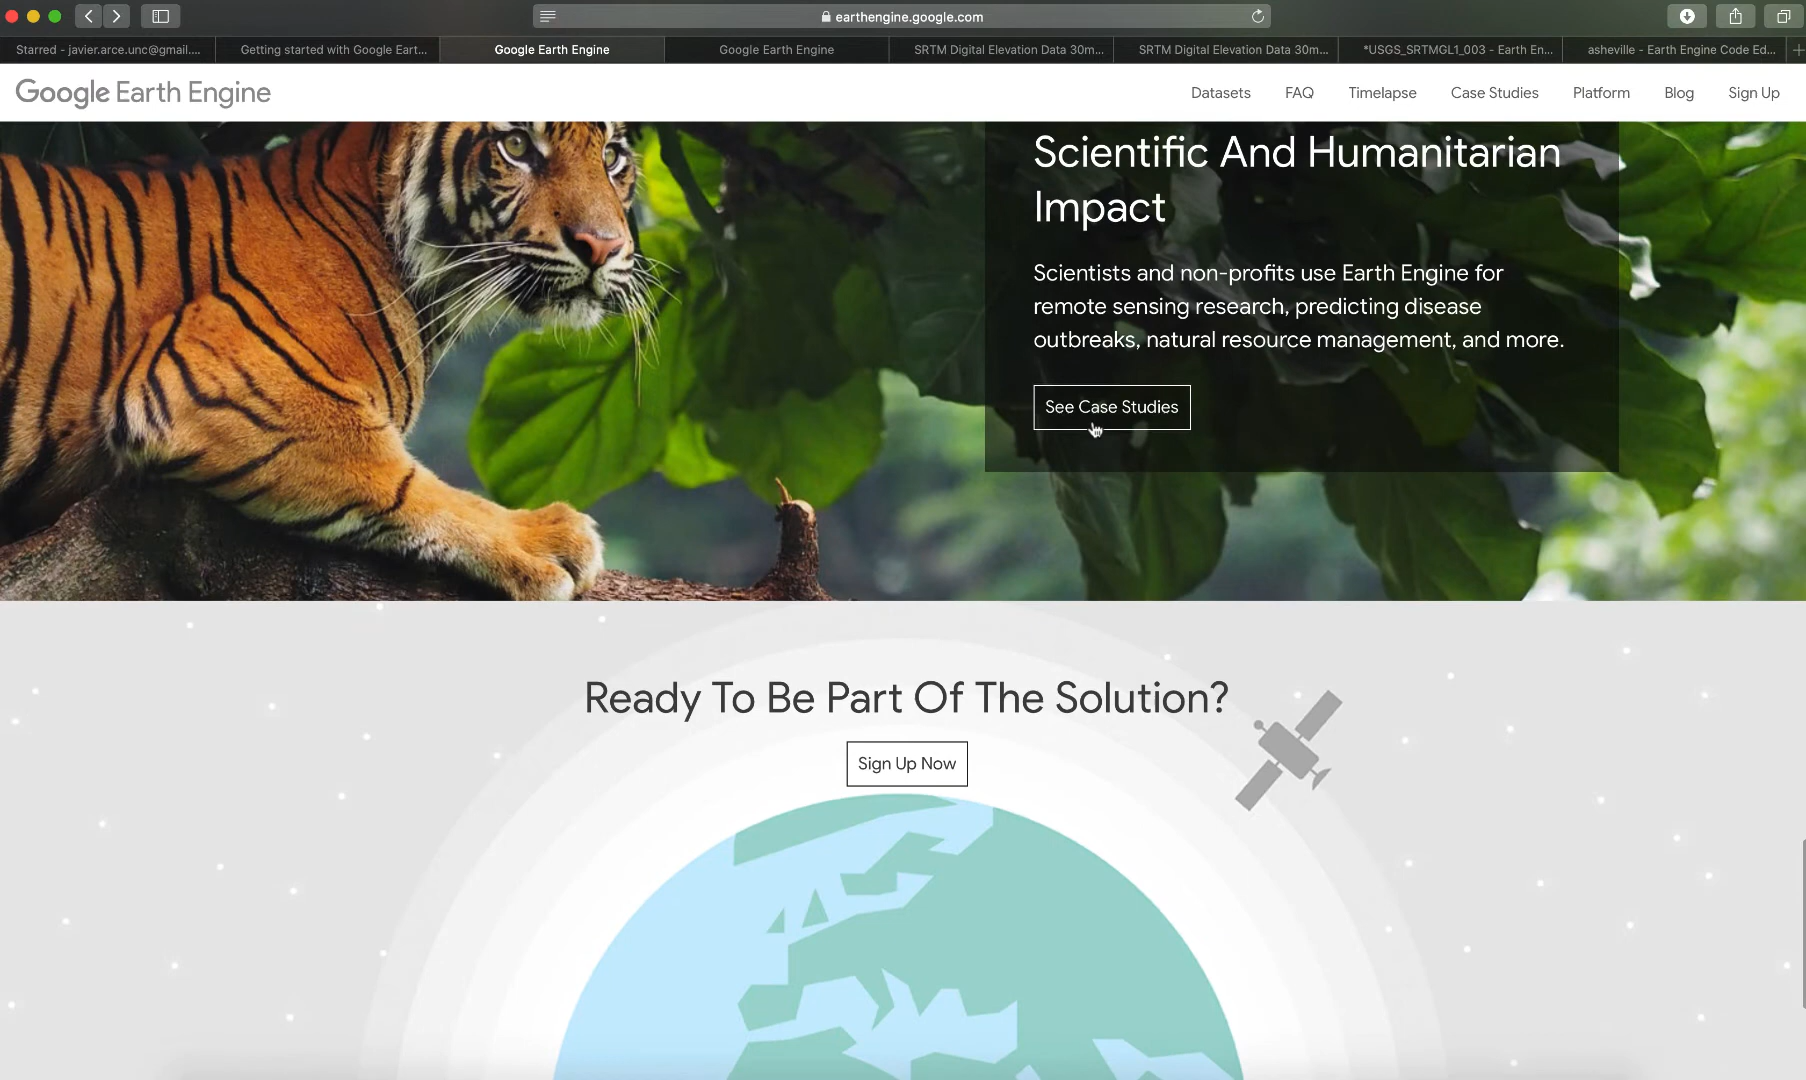 earthengine.google.com
Starred - javier.arce.unc@gmail....
Getting started with Google Eart...
Google Earth Engine
Google Earth Engine
SRTM Digital Elevation Data 30m...
SRTM Digital Elevation Data 30m...
*USGS_SRTMGL1_003 - Earth En...
asheville - Earth Engine Code Ed...
Google Earth Engine
Datasets
FAQ
Timelapse
Case Studies
Platform
Blog
Sign Up
Scientific And Humanitarian
Impact
Scientists and non-profits use Earth Engine for
remote sensing research, predicting disease
outbreaks, natural resource management, and more.
See Case Studies
Ready To Be Part Of The Solution?
Sign Up Now